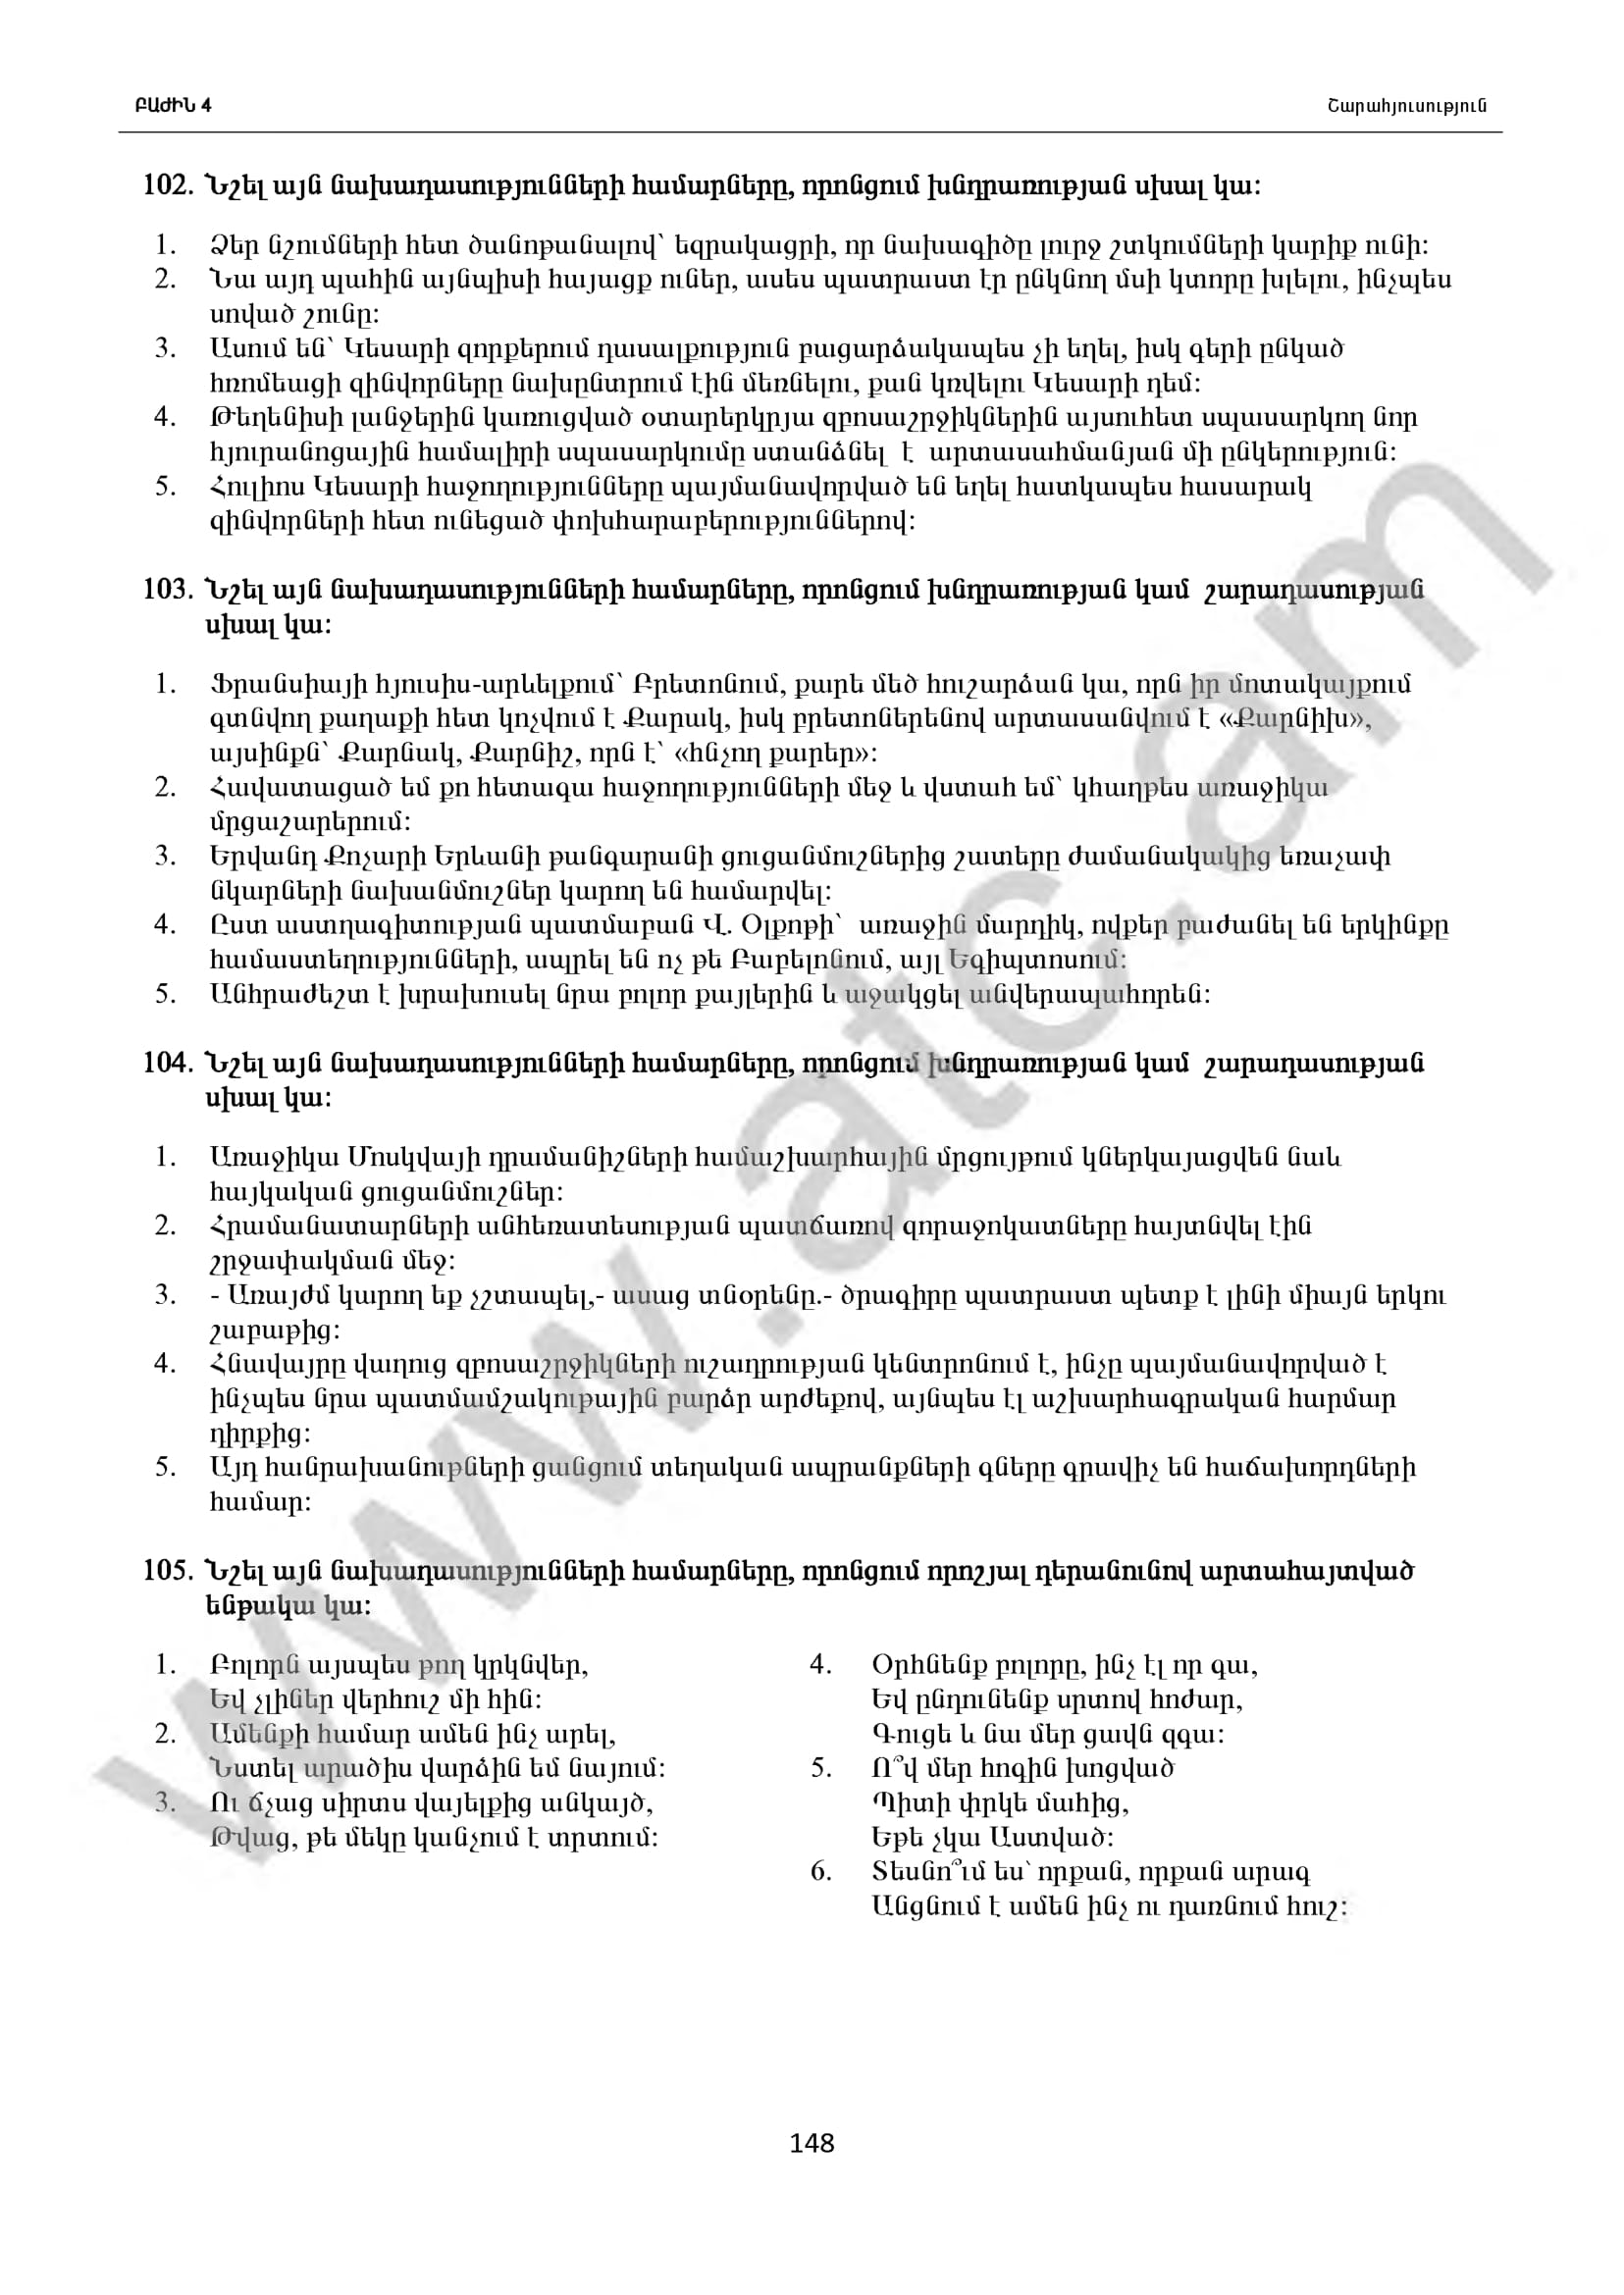 ԲԱԺԻՆ 4
Շարահյուսություն
102. Նշել այն նախադասությունների համարները, որոնցում խնդրառության սխալ կա:
1. Ձեր նշումների հետ ծանոթանալով՝ եզրակացրի, որ նախագիծը լուրջ շտկումների կարիք ունի:
2. Նա այդ պահին այնպիսի հայացք ուներ, ասես պատրաստ էր ընկնող մսի կտորը խլելու, ինչպես
սոված շունը:
3. Ասում են՝ Կեսարի զորքերում դասալքություն բացարձակապես չի եղել, իսկ գերի ընկած
հռոմեացի զինվորները նախընտրում էին մեռնելու, քան կռվելու Կեսարի դեմ:
4. Թեղենիսի լանջերին կառուցված օտարերկրյա զբոսաշրջիկներին այսուհետ սպասարկող նոր
հյուրանոցային համալիրի սպասարկումը ստանձնել է արտասահմանյան մի ընկերություն:
5. Հուլիոս Կեսարի հաջողությունները պայմանավորված են եղել հատկապես հասարակ
զինվորների հետ ունեցած փոխհարաբերություններով:
103. Նշել այն նախադասությունների համարները, որոնցում խնդրառության կամ շարադասության
սխալ կա:
1. Ֆրանսիայի հյուսիս-արևելքում՝ Բրետոնում, քարե մեծ հուշարձան կա, որն իր մոտակայքում
գտնվող քաղաքի հետ կոչվում է Քարակ, իսկ բրետոներենով արտասանվում է «Քարնիխ»,
այսինքն՝ Քարնակ, Քարնիշ, որն է՝ «հնչող քարեր»:
2. Հավատացած եմ քո հետագա հաջողությունների մեջ և վստահ եմ՝ կհաղթես առաջիկա
մրցաշարերում:
3. Երվանդ Քոչարի Երևանի թանգարանի ցուցանմուշներից շատերը ժամանակակից եռաչափ
նկարների նախանմուշներ կարող են համարվել:
4. Ըստ աստղագիտության պատմաբան Վ. Օլքոթի՝ առաջին մարդիկ, ովքեր բաժանել են երկինքը
համաստեղությունների, ապրել են ոչ թե Բաբելոնում, այլ Եգիպտոսում:
5. Անհրաժեշտ է խրախուսել նրա բոլոր քայլերին և աջակցել անվերապահորեն:
104. Նշել այն նախադասությունների համարները, որոնցում խնդրառության կամ շարադասության
սխալ կա:
1. Առաջիկա Մոսկվայի դրամանիշների համաշխարհային մրցույթում կներկայացվեն նաև
հայկական ցուցանմուշներ:
2. Հրամանատարների անհեռատեսության պատճառով զորաջոկատները հայտնվել էին
շրջափակման մեջ:
3. - Առայժմ կարող եք չշտապել,- ասաց տնօրենը.- ծրագիրը պատրաստ պետք է լինի միայն երկու
շաբաթից:
4. Հնավայրը վաղուց զբոսաշրջիկների ուշադրության կենտրոնում է, ինչը պայմանավորված է
ինչպես նրա պատմամշակութային բարձր արժեքով, այնպես էլ աշխարհագրական հարմար
դիրքից:
5. Այդ հանրախանութների ցանցում տեղական ապրանքների գները գրավիչ են հաճախորդների
համար:
105. Նշել այն նախադասությունների համարները, որոնցում որոշյալ դերանունով արտահայտված
ենթակա կա:
1. Բոլորն այսպես թող կրկնվեր,
Եվ չլիներ վերհուշ մի հին:
2. Ամենքի համար ամեն ինչ արել,
Նստել արածիս վարձին եմ նայում:
3. Ու ճչաց սիրտս վայելքից անկայծ,
Թվաց, թե մեկը կանչում է տրտում:
4. Օրհնենք բոլորը, ինչ էլ որ գա,
Եվ ընդունենք սրտով հոժար,
Գուցե և նա մեր ցավն զգա:
5. Ո՞վ մեր հոգին խոցված
Պիտի փրկե մահից,
Եթե չկա Աստված:
6. Տեսնո՞ւմ ես՝ որքան, որքան արագ
Անցնում է ամեն ինչ ու դառնում հուշ:
www.atc.am
148